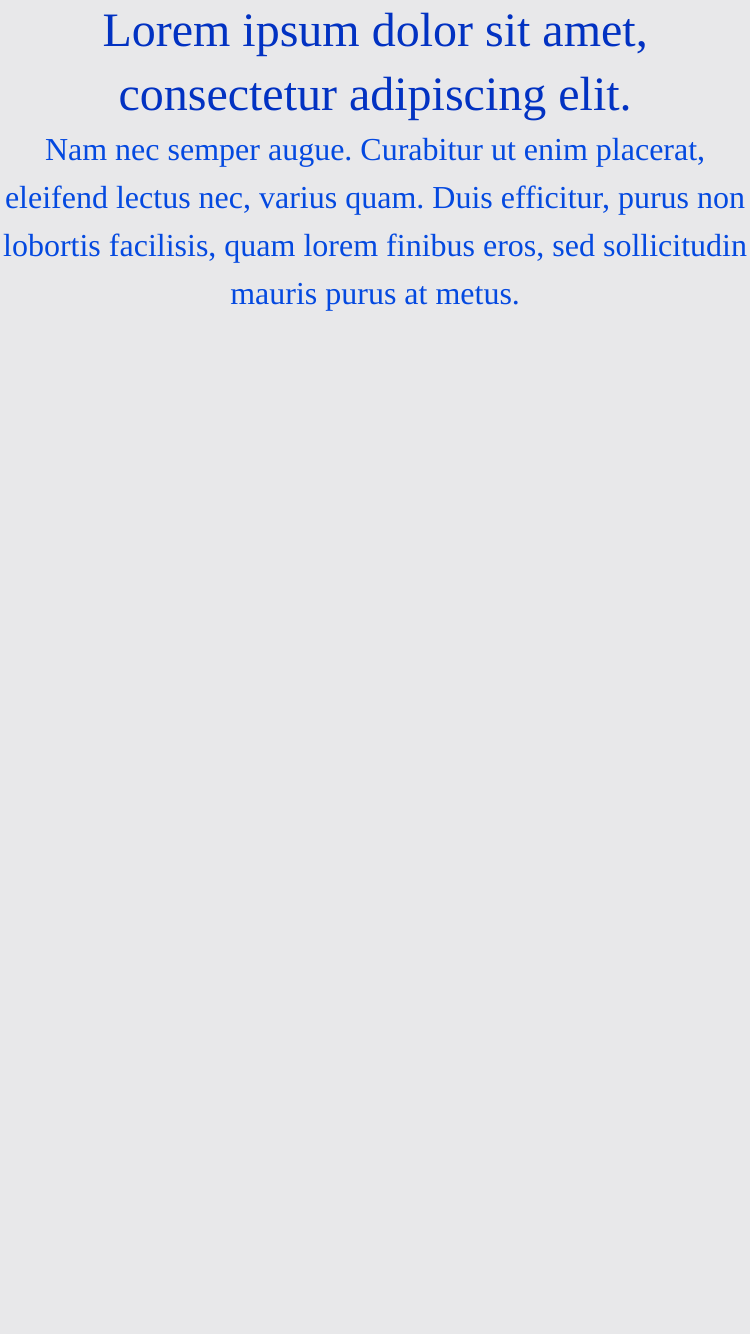 Lorem ipsum dolor sit amet,
consectetur adipiscing elit.
Nam nec semper augue. Curabitur ut enim placerat,
eleifend lectus nec, varius quam. Duis efficitur, purus non
lobortis facilisis, quam lorem finibus eros, sed sollicitudin
mauris purus at metus.